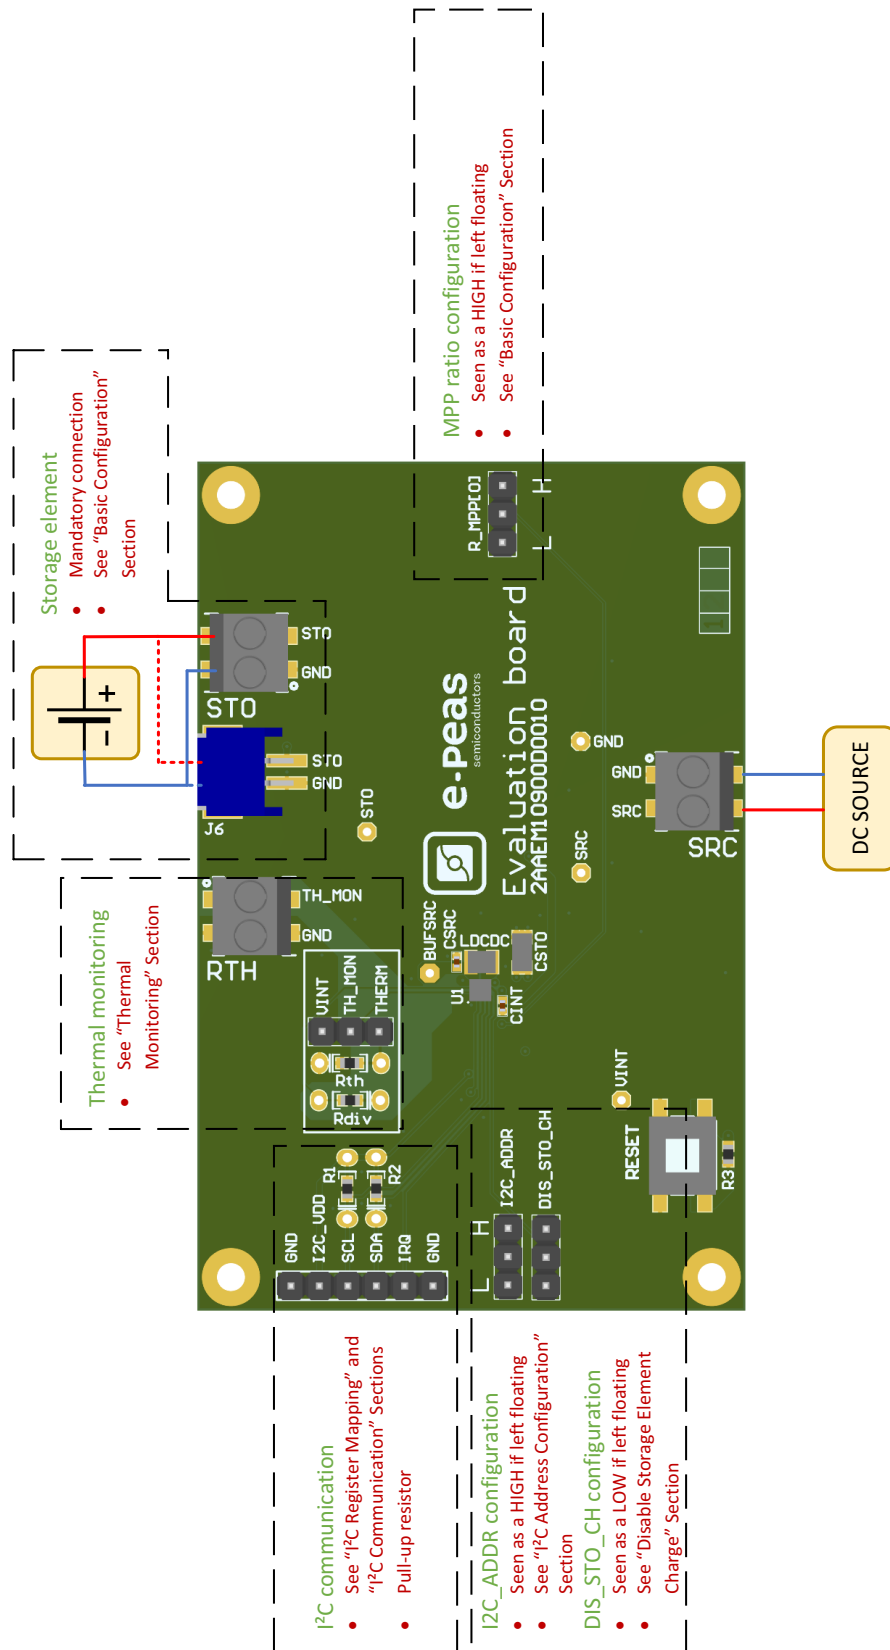 Storage element
• Mandatory connection
• See “Basic Configuration”
Section
Thermal monitoring
• See “Thermal
Monitoring” Section
I²C communication
• See “I²C Register Mapping” and
“I²C Communication” Sections
• Pull-up resistor
MPP ratio configuration
• Seen as a HIGH if left floating
• See “Basic Configuration” Section
I2C_ADDR configuration
• Seen as a HIGH if left floating
• See “I²C Address Configuration”
Section
DIS_STO_CH configuration
• Seen as a LOW if left floating
• See “Disable Storage Element
Charge” Section
- +
STO
GND
STO
STO
GND
J6
TH_MON
GND
RTH
VINT
TH_MON
THERM
Rth
Rdiv
R1
R2
GND
I2C_VDD
SCL
SDA
IRQ
GND
STO
BUFSRC
CSRC
LDCDC
CSTO
U1
CINT
e-peas
semiconductors
Evaluation board
2AAEM10900D0010
R_MPP[0]
L H
1
I2C_ADDR
L H
DIS_STO_CH
VINT
RESET
R3
SRC
GND
GND
SRC
SRC
DC SOURCE